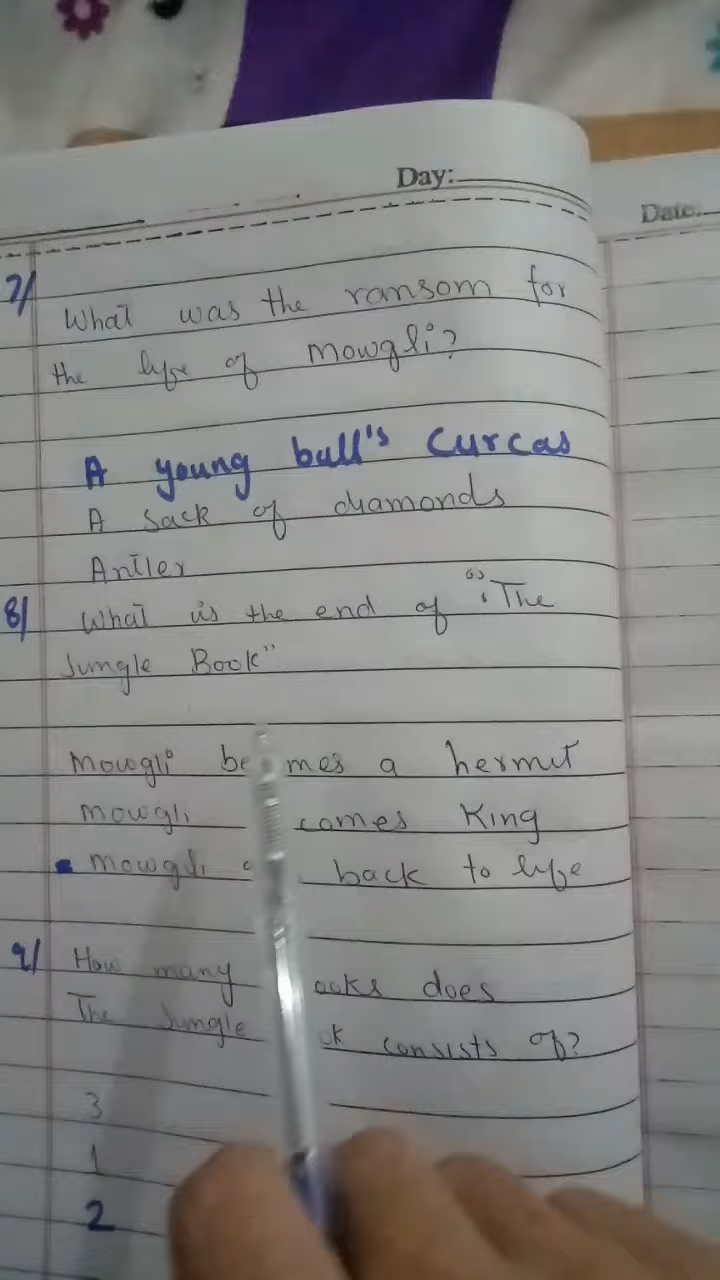 Day:
Date:
7/ What was the ransom for
the life of Mowgli?
A young bull's Curcas
A sack of diamonds
Antler
8/ What is the end of "The
Jungle Book"
Mowgli becomes a hermit
Mowgli comes King
Mowgli back to life
9/ How many ooks does
The Jungle ok consists of?
3
1
2